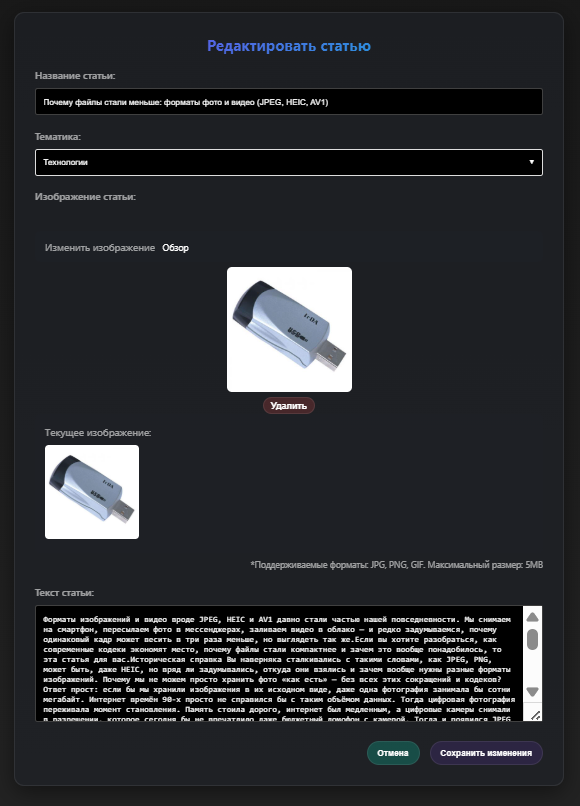 Редактировать статью
Название статьи:
Почему файлы стали меньше: форматы фото и видео (JPEG, HEIC, AV1)
Тематика:
Технологии
Изображение статьи:
Изменить изображение Обзор
IrDA
USB
Удалить
Текущее изображение:
IrDA
USB
*Поддерживаемые форматы: JPG, PNG, GIF. Максимальный размер: 5MB
Текст статьи:
Форматы изображений и видео вроде JPEG, HEIC и AV1 давно стали частью нашей повседневности. Мы снимаем
на смартфон, пересылаем фото в мессенджерах, заливаем видео в облако — и редко задумываемся, почему
одинаковый кадр может весить в три раза меньше, но выглядеть так же.Если вы хотите разобраться, как
современные кодеки экономят место, почему файлы стали компактнее и зачем это вообще понадобилось, то
эта статья для вас.Историческая справка Вы наверняка сталкивались с такими словами, как JPEG, PNG,
может быть, даже HEIC, но вряд ли задумывались, откуда они взялись и зачем вообще нужны разные форматы
изображений. Почему мы не можем просто хранить фото «как есть» — без всех этих сокращений и кодеков?
Ответ прост: если бы мы хранили изображения в их исходном виде, даже одна фотография занимала бы сотни
мегабайт. Интернет времён 90-х просто не справился бы с таким объёмом данных. Тогда цифровая фотография
переживала момент становления. Память стоила дорого, интернет был медленным, а цифровые камеры снимали
в разрешении, которое сегодня бы не впечатлило даже бюджетный домофон с камерой. Тогда и появился JPEG
Отмена
Сохранить изменения